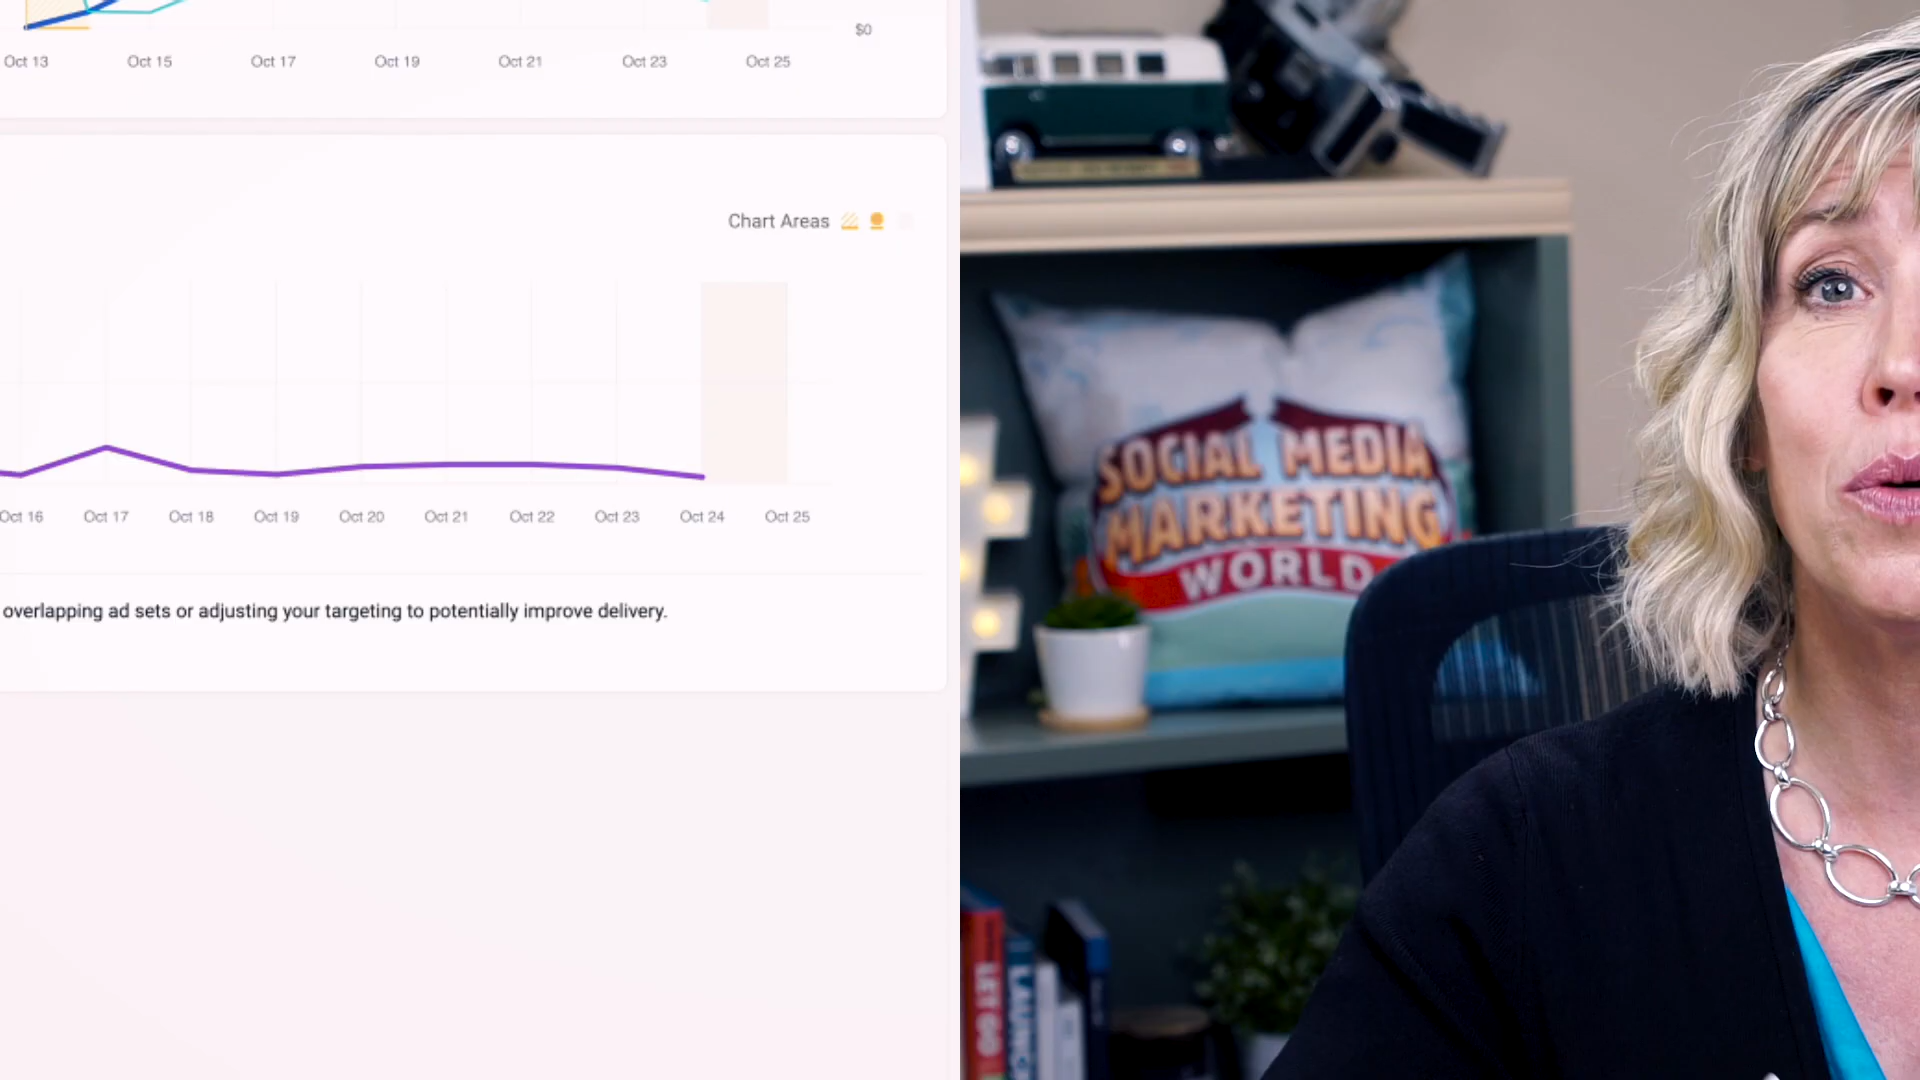 $0
Oct 13 Oct 15 Oct 17 Oct 19 Oct 21 Oct 23 Oct 25
Chart Areas
Oct 16 Oct 17 Oct 18 Oct 19 Oct 20 Oct 21 Oct 22 Oct 23 Oct 24 Oct 25
overlapping ad sets or adjusting your targeting to potentially improve delivery.
SOCIAL MEDIA
MARKETING
WORLD
LET GO